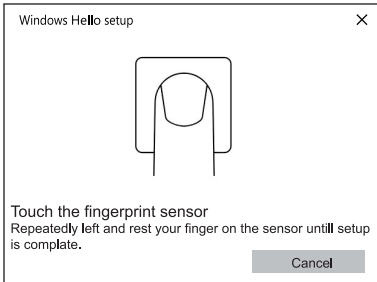 Windows Hello setup
Touch the fingerprint sensor
Repeatedly left and rest your finger on the sensor untill setup
is complate.
Cancel